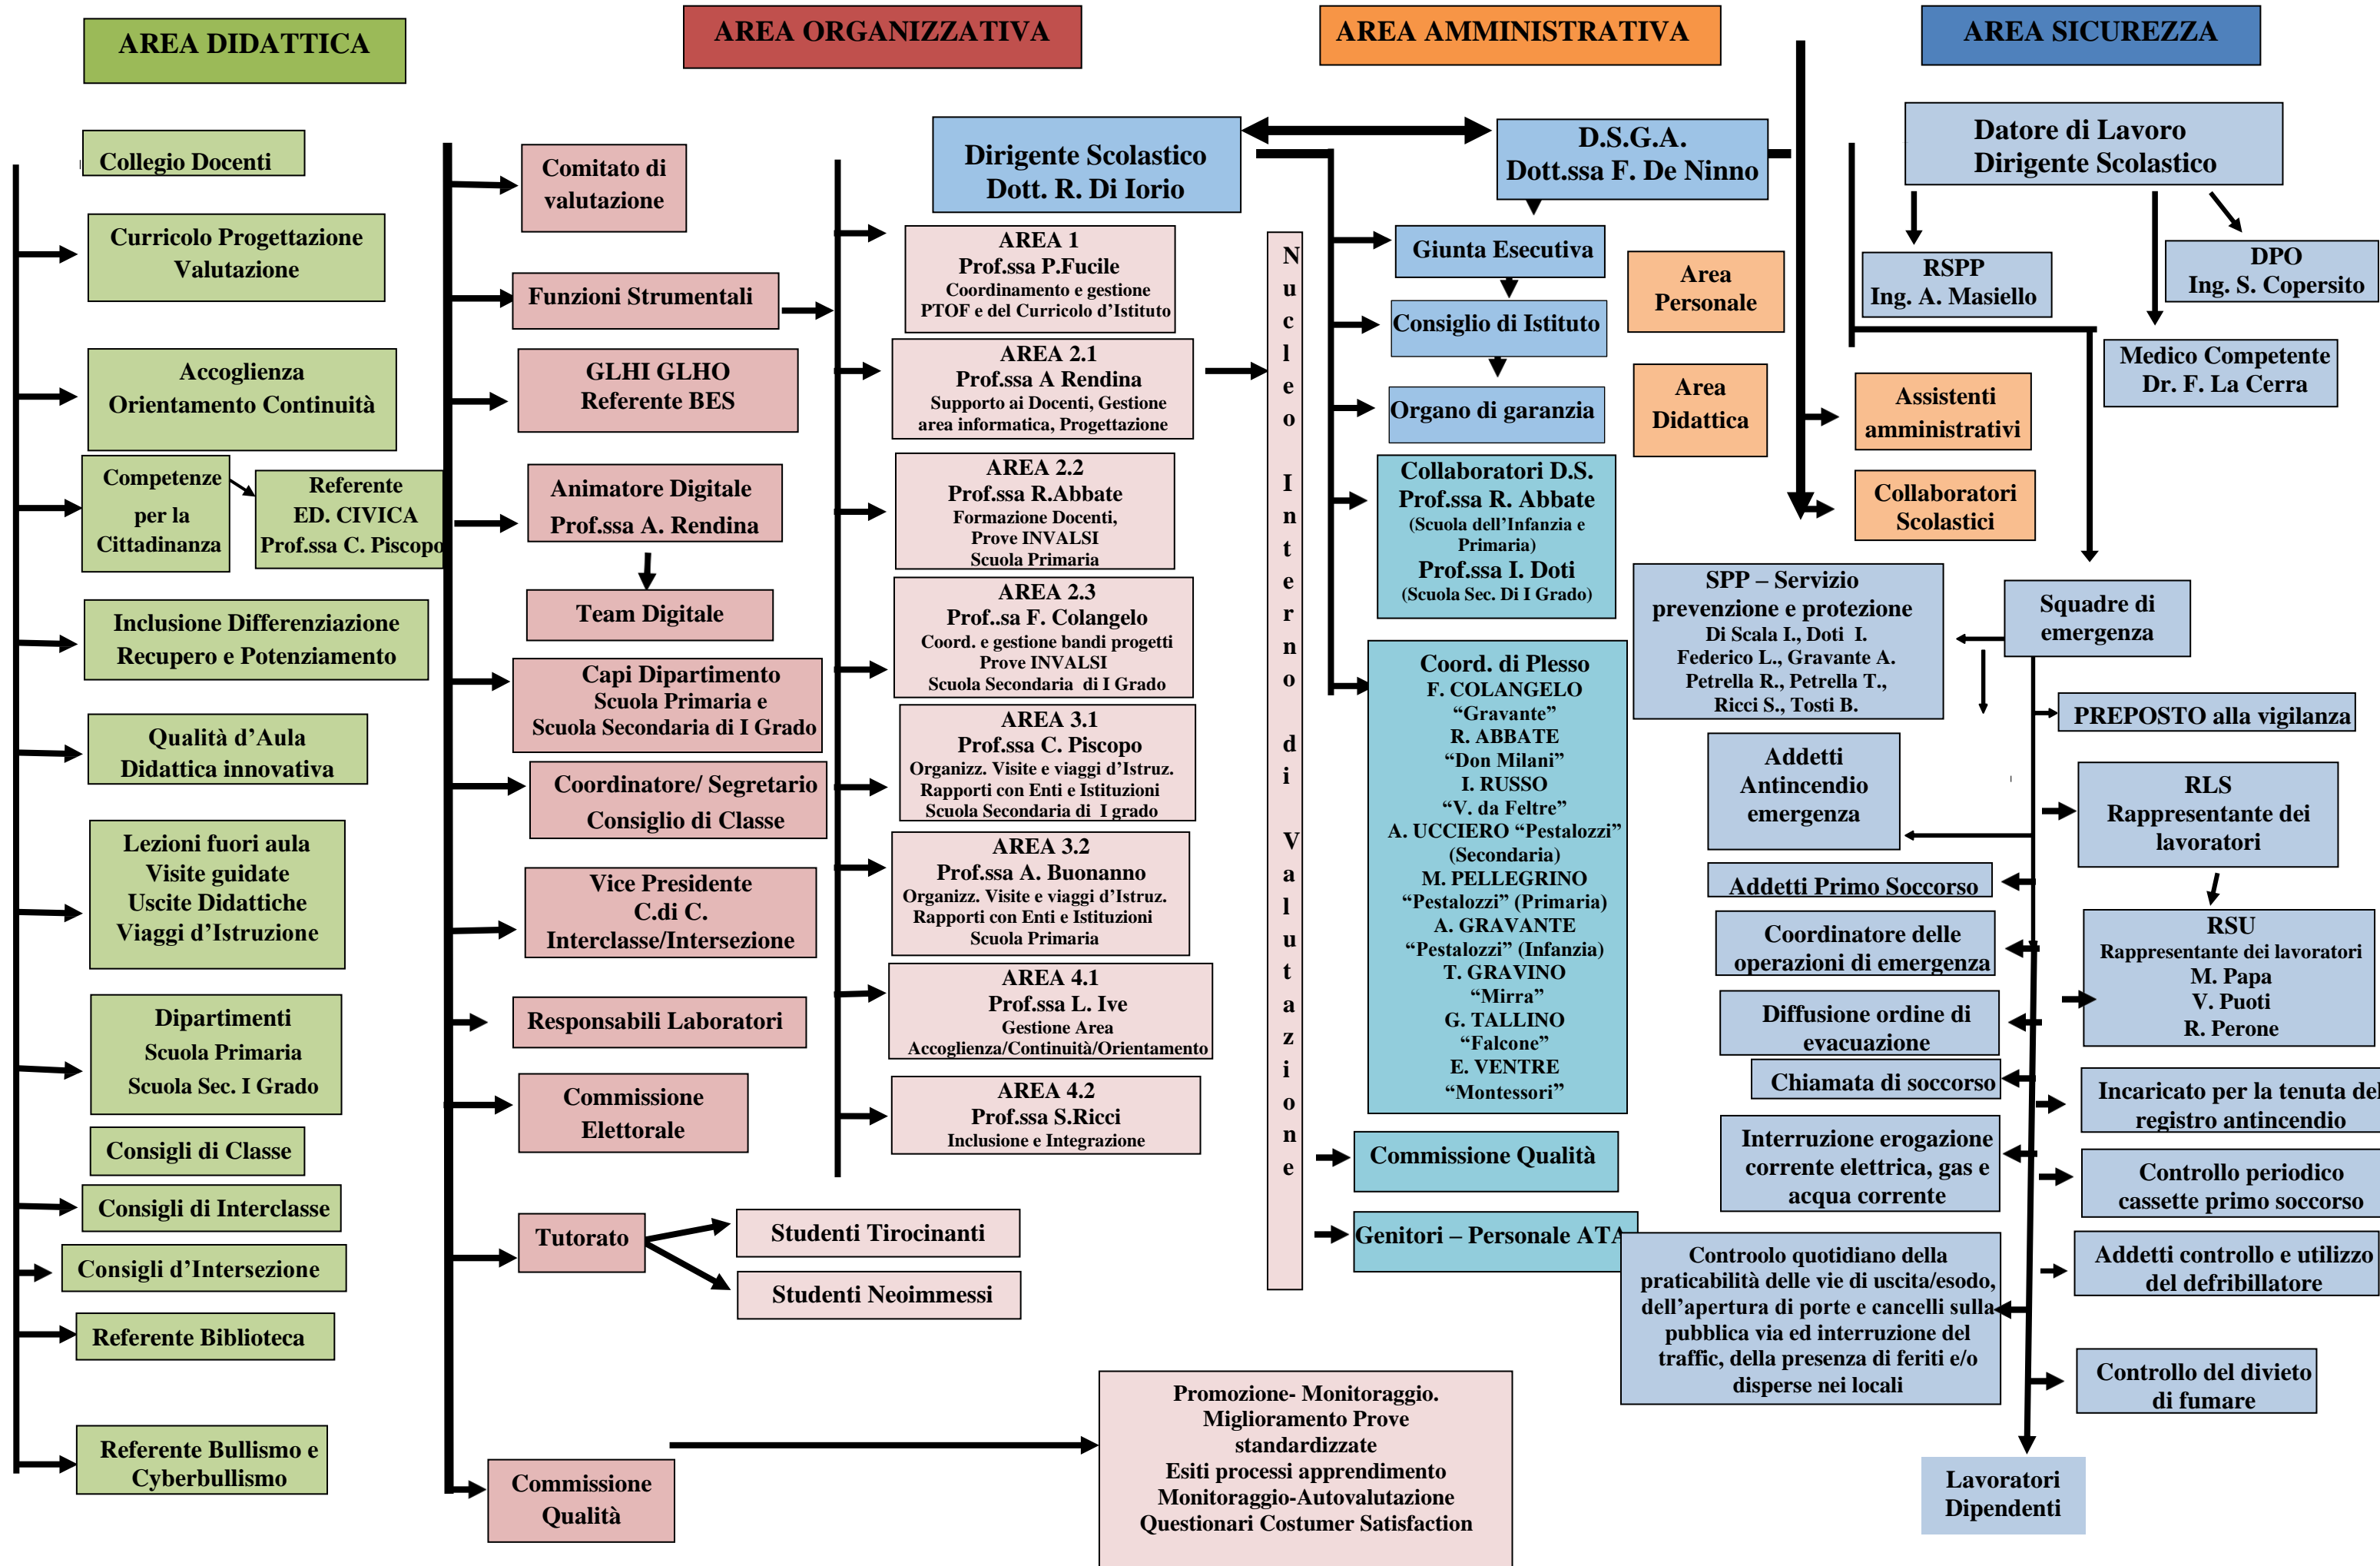 AREA DIDATTICA
AREA ORGANIZZATIVA
AREA AMMINISTRATIVA
AREA SICUREZZA
Collegio Docenti
Curricolo Progettazione
Valutazione
Accoglienza
Orientamento Continuità
Competenze
per la
Cittadinanza
Referente
ED. CIVICA
Prof.ssa C. Piscopo
Inclusione Differenziazione
Recupero e Potenziamento
Qualità d’Aula
Didattica innovativa
Lezioni fuori aula
Visite guidate
Uscite Didattiche
Viaggi d’Istruzione
Dipartimenti
Scuola Primaria
Scuola Sec. I Grado
Consigli di Classe
Consigli di Interclasse
Consigli d’Intersezione
Referente Biblioteca
Referente Bullismo e
Cyberbullismo
Comitato di
valutazione
Funzioni Strumentali
GLHI GLHO
Referente BES
Animatore Digitale
Prof.ssa A. Rendina
Team Digitale
Capi Dipartimento
Scuola Primaria e
Scuola Secondaria di I Grado
Coordinatore/ Segretario
Consiglio di Classe
Vice Presidente
C.di C.
Interclasse/Intersezione
Responsabili Laboratori
Commissione
Elettorale
Tutorato
Studenti Tirocinanti
Studenti Neoimmessi
Commissione
Qualità
Promozione- Monitoraggio.
Miglioramento Prove
standardizzate
Esiti processi apprendimento
Monitoraggio-Autovalutazione
Questionari Costumer Satisfaction
Dirigente Scolastico
Dott. R. Di Iorio
AREA 1
Prof.ssa P.Fucile
Coordinamento e gestione
PTOF e del Curricolo d’Istituto
AREA 2.1
Prof.ssa A Rendina
Supporto ai Docenti, Gestione
area informatica, Progettazione
AREA 2.2
Prof.ssa R.Abbate
Formazione Docenti,
Prove INVALSI
Scuola Primaria
AREA 2.3
Prof..sa F. Colangelo
Coord. e gestione bandi progetti
Prove INVALSI
Scuola Secondaria di I Grado
AREA 3.1
Prof.ssa C. Piscopo
Organizz. Visite e viaggi d’Istruz.
Rapporti con Enti e Istituzioni
Scuola Secondaria di I grado
AREA 3.2
Prof.ssa A. Buonanno
Organizz. Visite e viaggi d’Istruz.
Rapporti con Enti e Istituzioni
Scuola Primaria
AREA 4.1
Prof.ssa L. Ive
Gestione Area
Accoglienza/Continuità/Orientamento
AREA 4.2
Prof.ssa S.Ricci
Inclusione e Integrazione
Nucleo Interno di Valutazione
D.S.G.A.
Dott.ssa F. De Ninno
Giunta Esecutiva
Consiglio di Istituto
Organo di garanzia
Collaboratori D.S.
Prof.ssa R. Abbate
(Scuola dell’Infanzia e
Primaria)
Prof.ssa I. Doti
(Scuola Sec. Di I Grado)
Coord. di Plesso
F. COLANGELO
“Gravante”
R. ABBATE
“Don Milani”
I. RUSSO
“V. da Feltre”
A. UCCIERO “Pestalozzi”
(Secondaria)
M. PELLEGRINO
“Pestalozzi” (Primaria)
A. GRAVANTE
“Pestalozzi” (Infanzia)
T. GRAVINO
“Mirra”
G. TALLINO
“Falcone”
E. VENTRE
“Montessori”
Commissione Qualità
Genitori – Personale ATA
Area
Personale
Area
Didattica
Assistenti
amministrativi
Collaboratori
Scolastici
Datore di Lavoro
Dirigente Scolastico
RSPP
Ing. A. Masiello
DPO
Ing. S. Copersito
Medico Competente
Dr. F. La Cerra
SPP – Servizio
prevenzione e protezione
Di Scala I., Doti I.
Federico L., Gravante A.
Petrella R., Petrella T.,
Ricci S., Tosti B.
Squadre di
emergenza
PREPOSTO alla vigilanza
Addetti
Antincendio
emergenza
RLS
Rappresentante dei
lavoratori
Addetti Primo Soccorso
Coordinatore delle
operazioni di emergenza
RSU
Rappresentante dei lavoratori
M. Papa
V. Puoti
R. Perone
Diffusione ordine di
evacuazione
Chiamata di soccorso
Incaricato per la tenuta del
registro antincendio
Interruzione erogazione
corrente elettrica, gas e
acqua corrente
Controllo periodico
cassette primo soccorso
Controolo quotidiano della
praticabilità delle vie di uscita/esodo,
dell’apertura di porte e cancelli sulla
pubblica via ed interruzione del
traffic, della presenza di feriti e/o
disperse nei locali
Addetti controllo e utilizzo
del defribillatore
Controllo del divieto
di fumare
Lavoratori
Dipendenti